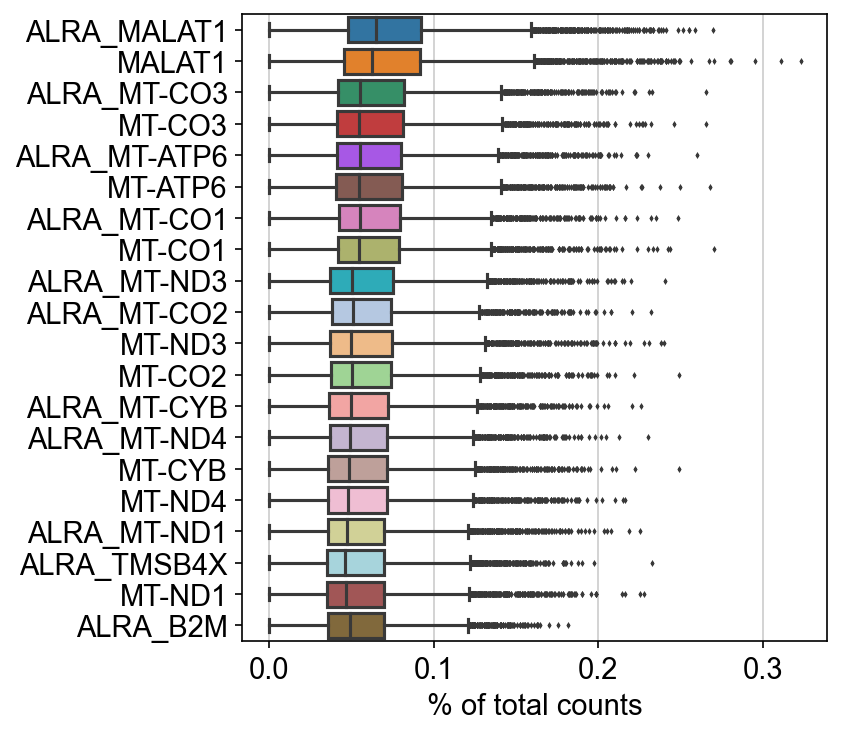 ALRA_MALAT1
MALAT1
ALRA_MT-CO3
MT-CO3
ALRA_MT-ATP6
MT-ATP6
ALRA_MT-CO1
MT-CO1
ALRA_MT-ND3
ALRA_MT-CO2
MT-ND3
MT-CO2
ALRA_MT-CYB
ALRA_MT-ND4
MT-CYB
MT-ND4
ALRA_MT-ND1
ALRA_TMSB4X
MT-ND1
ALRA_B2M
0.0 0.1 0.2 0.3
% of total counts